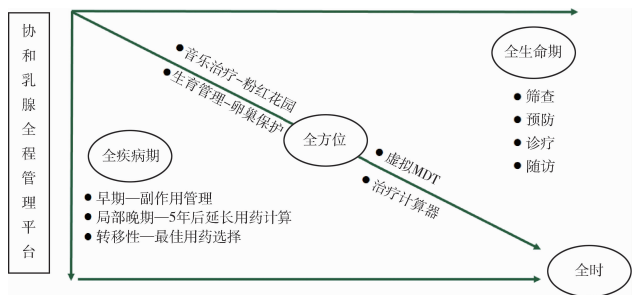 协和乳腺全程管理平台
全生命期
筛查
预防
诊疗
随访
音乐治疗-粉红花园
生育管理-卵巢保护
全方位
虚拟MDT
治疗计算器
全疾病期
早期—副作用管理
局部晚期—5年后延长用药计算
转移性—最佳用药选择
全时